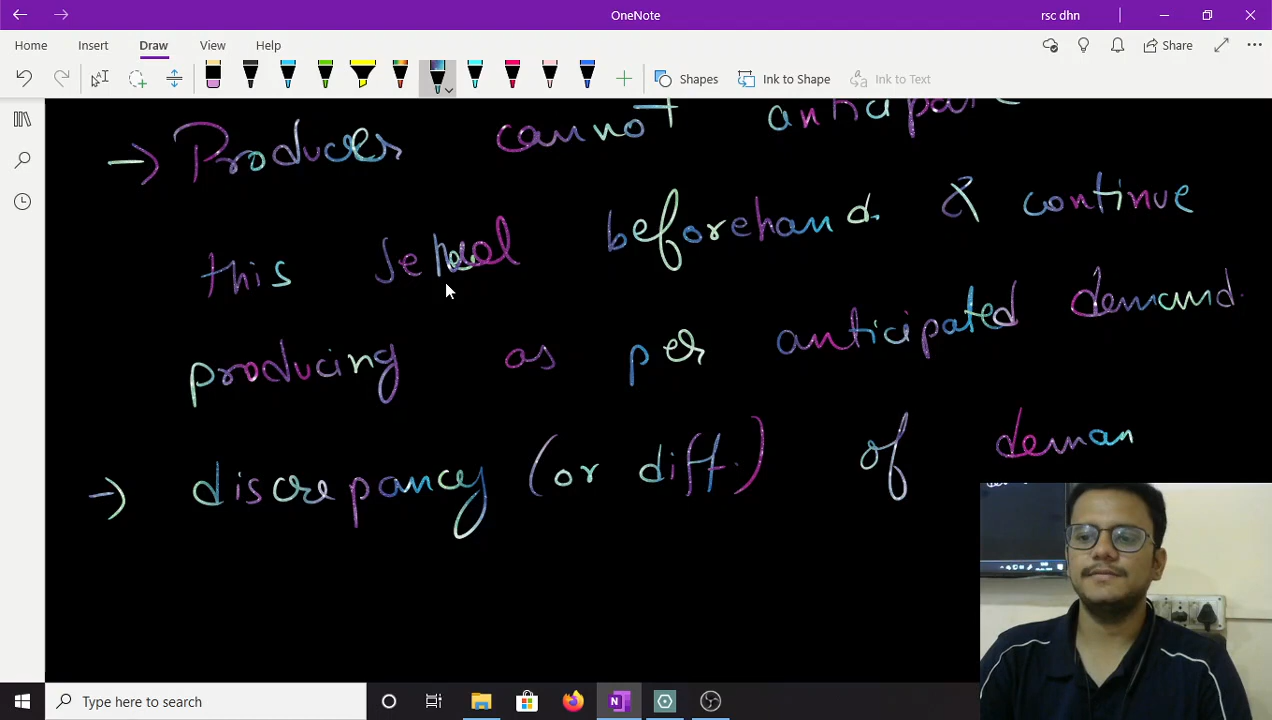 OneNote
rsc dhn
Home Insert Draw View Help Share
Shapes Ink to Shape Ink to Text
→ Producers cannot
this beforehand. & continue
producing as per anticipated demand.
→ discrepancy (or diff.) of deman
Type here to search